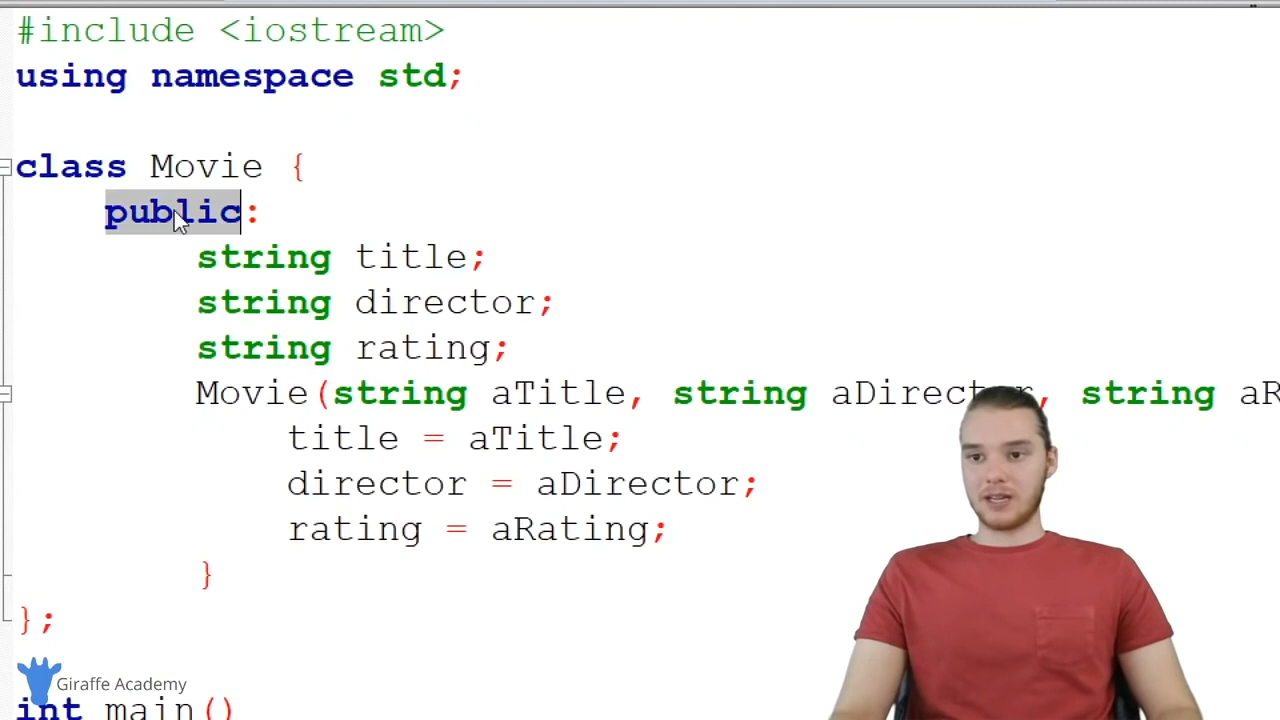 #include <iostream>
using namespace std;
class Movie {
public:
string title;
string director;
string rating;
Movie(string aTitle, string aDirector, string aR
title = aTitle;
director = aDirector;
rating = aRating;
}
};
Giraffe Academy
int main()